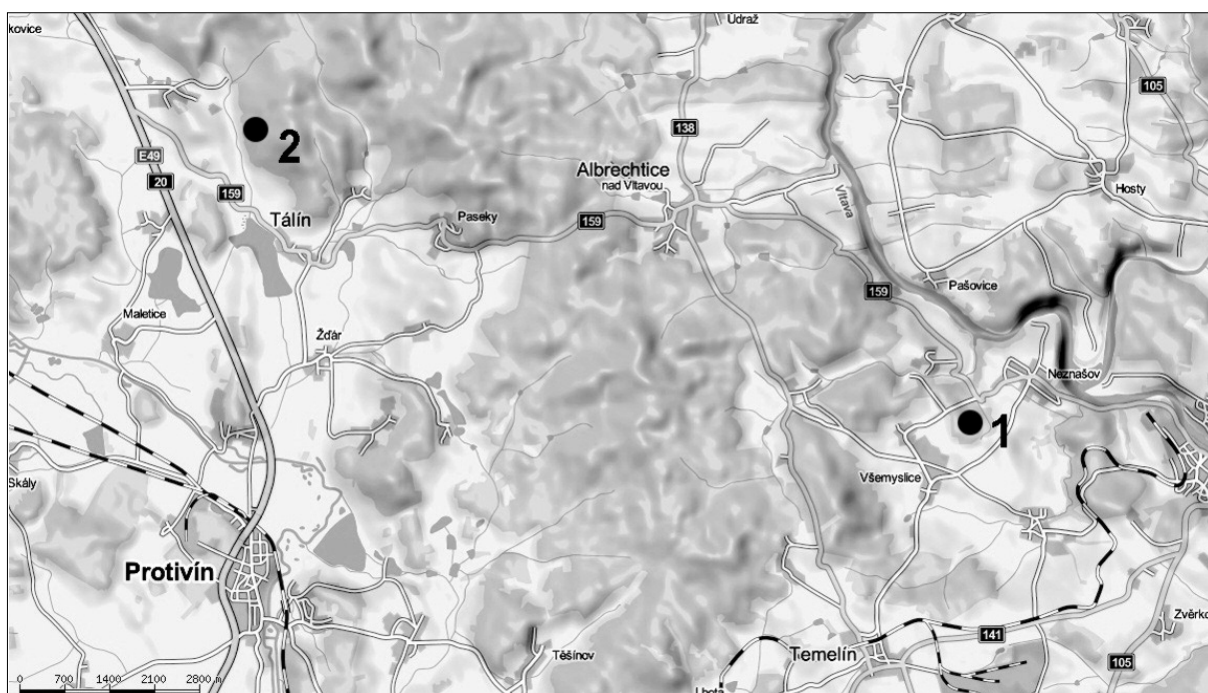 kovice
Údraž
105
E49
20
2
138
159
Albrechtice
nad Vltavou
Tálín
Paseky
159
Vltava
Hosty
Pašovice
159
Maletice
Žďár
Neznašov
1
Všemyslice
Skály
Protivín
Těšínov
Temelín
141
Zvěrko
105
Lhota
0 700 1400 2100 2800 m